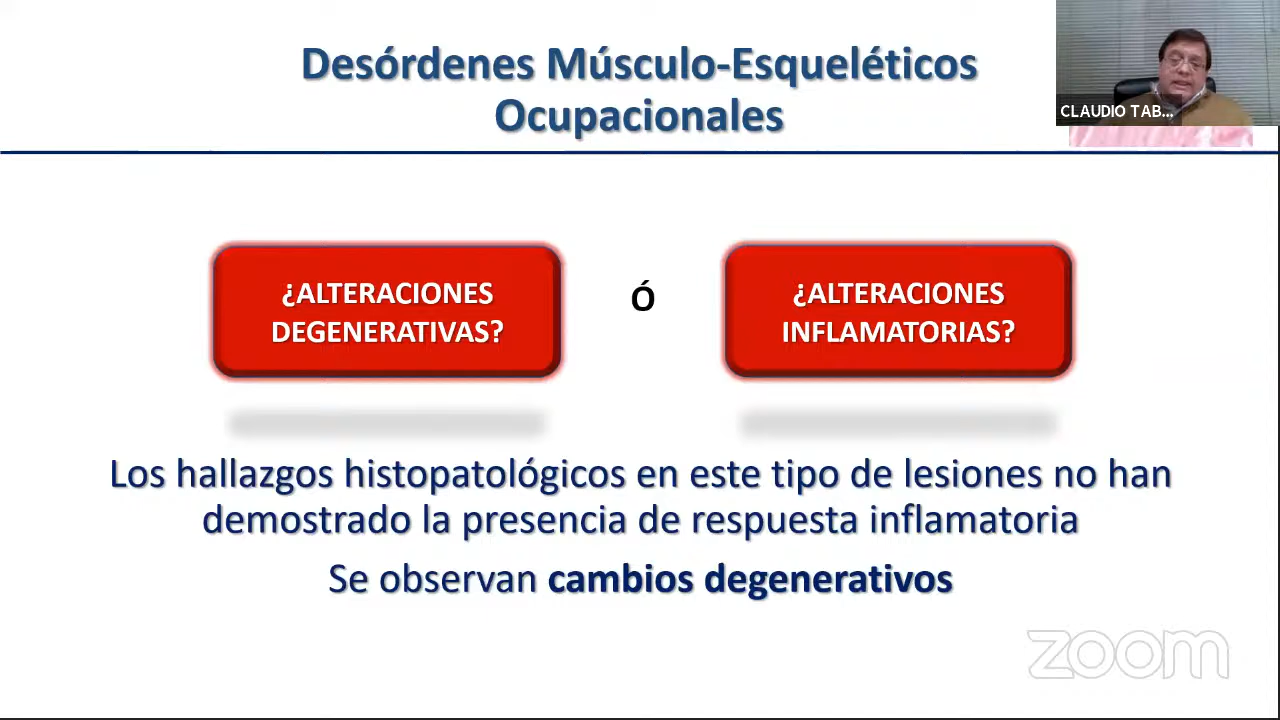 Desórdenes Músculo-Esqueléticos
Ocupacionales
CLAUDIO TAB...
¿ALTERACIONES
DEGENERATIVAS?
Ó
¿ALTERACIONES
INFLAMATORIAS?
Los hallazgos histopatológicos en este tipo de lesiones no han
demostrado la presencia de respuesta inflamatoria
Se observan cambios degenerativos
zoom